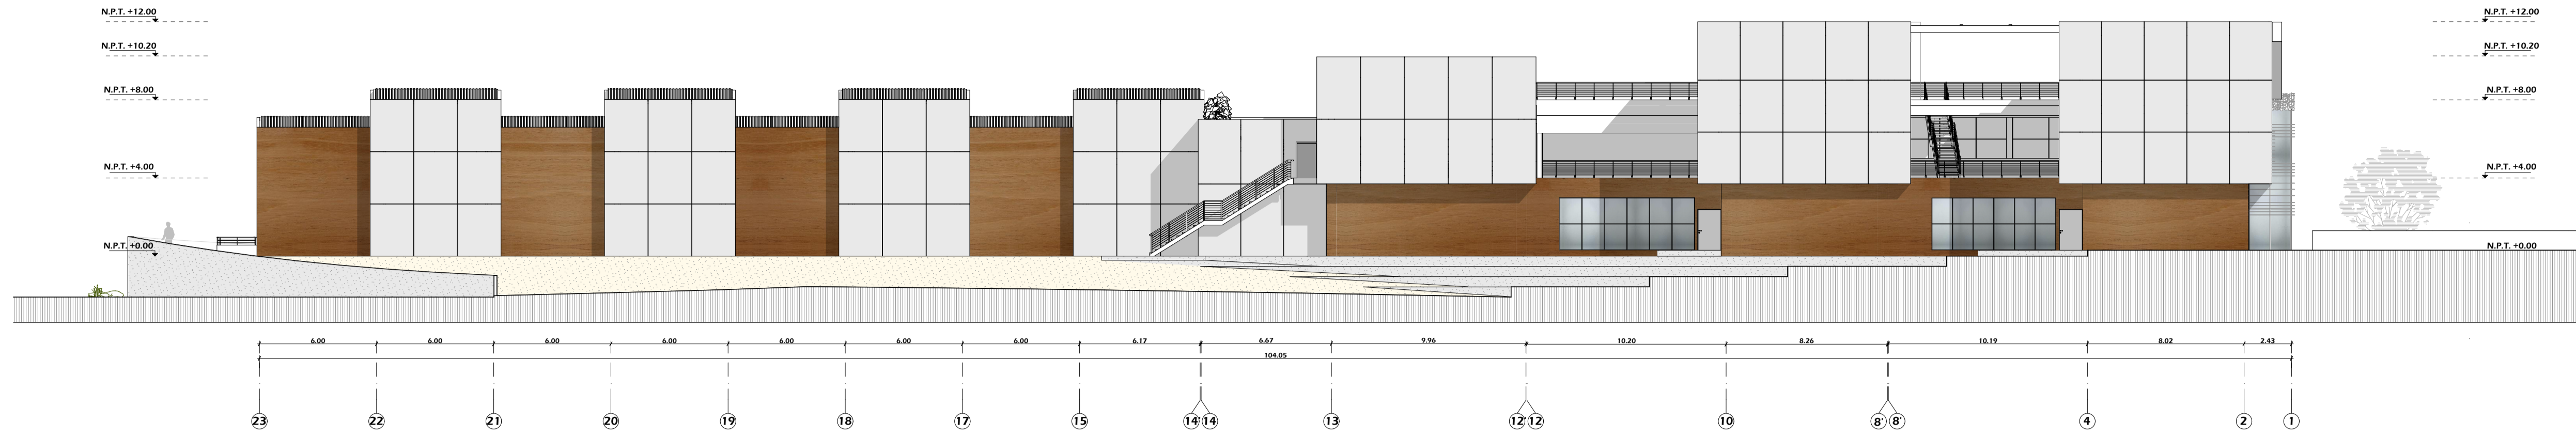 N.P.T. +12.00
N.P.T. +12.00
N.P.T. +10.20
N.P.T. +10.20
N.P.T. +8.00
N.P.T. +8.00
N.P.T. +4.00
N.P.T. +4.00
N.P.T. +0.00
N.P.T. +0.00
6.00 6.00 6.00 6.00 6.00 6.00 6.00 6.17 6.67 9.96 10.20 8.26 10.19 8.02 2.43
104.05
23 22 21 20 19 18 17 15 14' 14 13 12' 12 10 8' 8' 4 2 1